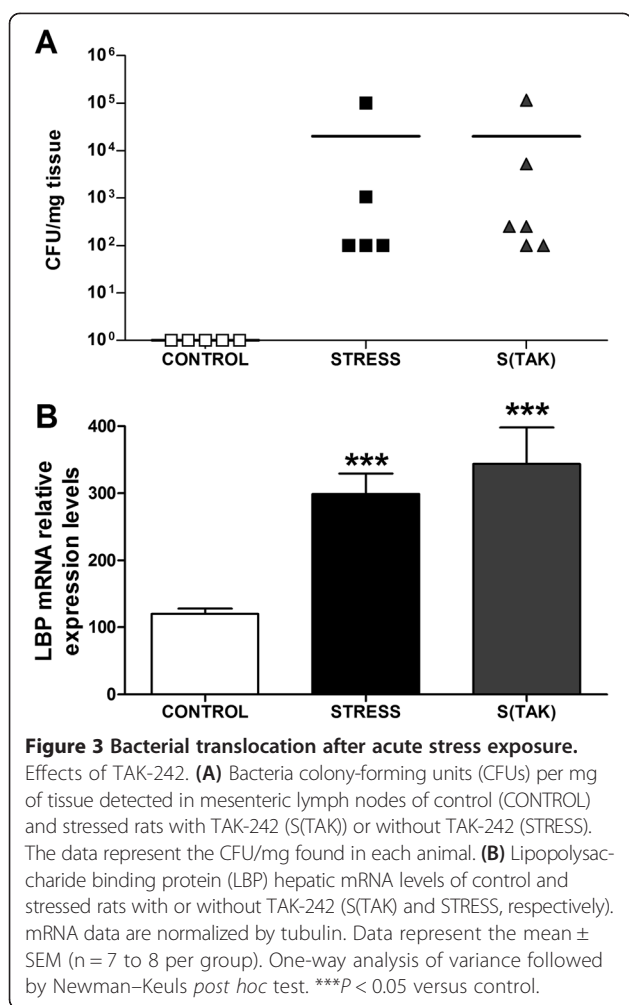 A
CFU/mg tissue
10⁶
10⁵
10⁴
10³
10²
10¹
10⁰
CONTROL STRESS S(TAK)
B
LBP mRNA relative
expression levels
400
300
200
100
0
*** ***
CONTROL STRESS S(TAK)
Figure 3 Bacterial translocation after acute stress exposure.
Effects of TAK-242. (A) Bacteria colony-forming units (CFUs) per mg
of tissue detected in mesenteric lymph nodes of control (CONTROL)
and stressed rats with TAK-242 (S(TAK)) or without TAK-242 (STRESS).
The data represent the CFU/mg found in each animal. (B) Lipopolysac-
charide binding protein (LBP) hepatic mRNA levels of control and
stressed rats with or without TAK-242 (S(TAK) and STRESS, respectively).
mRNA data are normalized by tubulin. Data represent the mean ±
SEM (n = 7 to 8 per group). One-way analysis of variance followed
by Newman–Keuls post hoc test. ***P < 0.05 versus control.